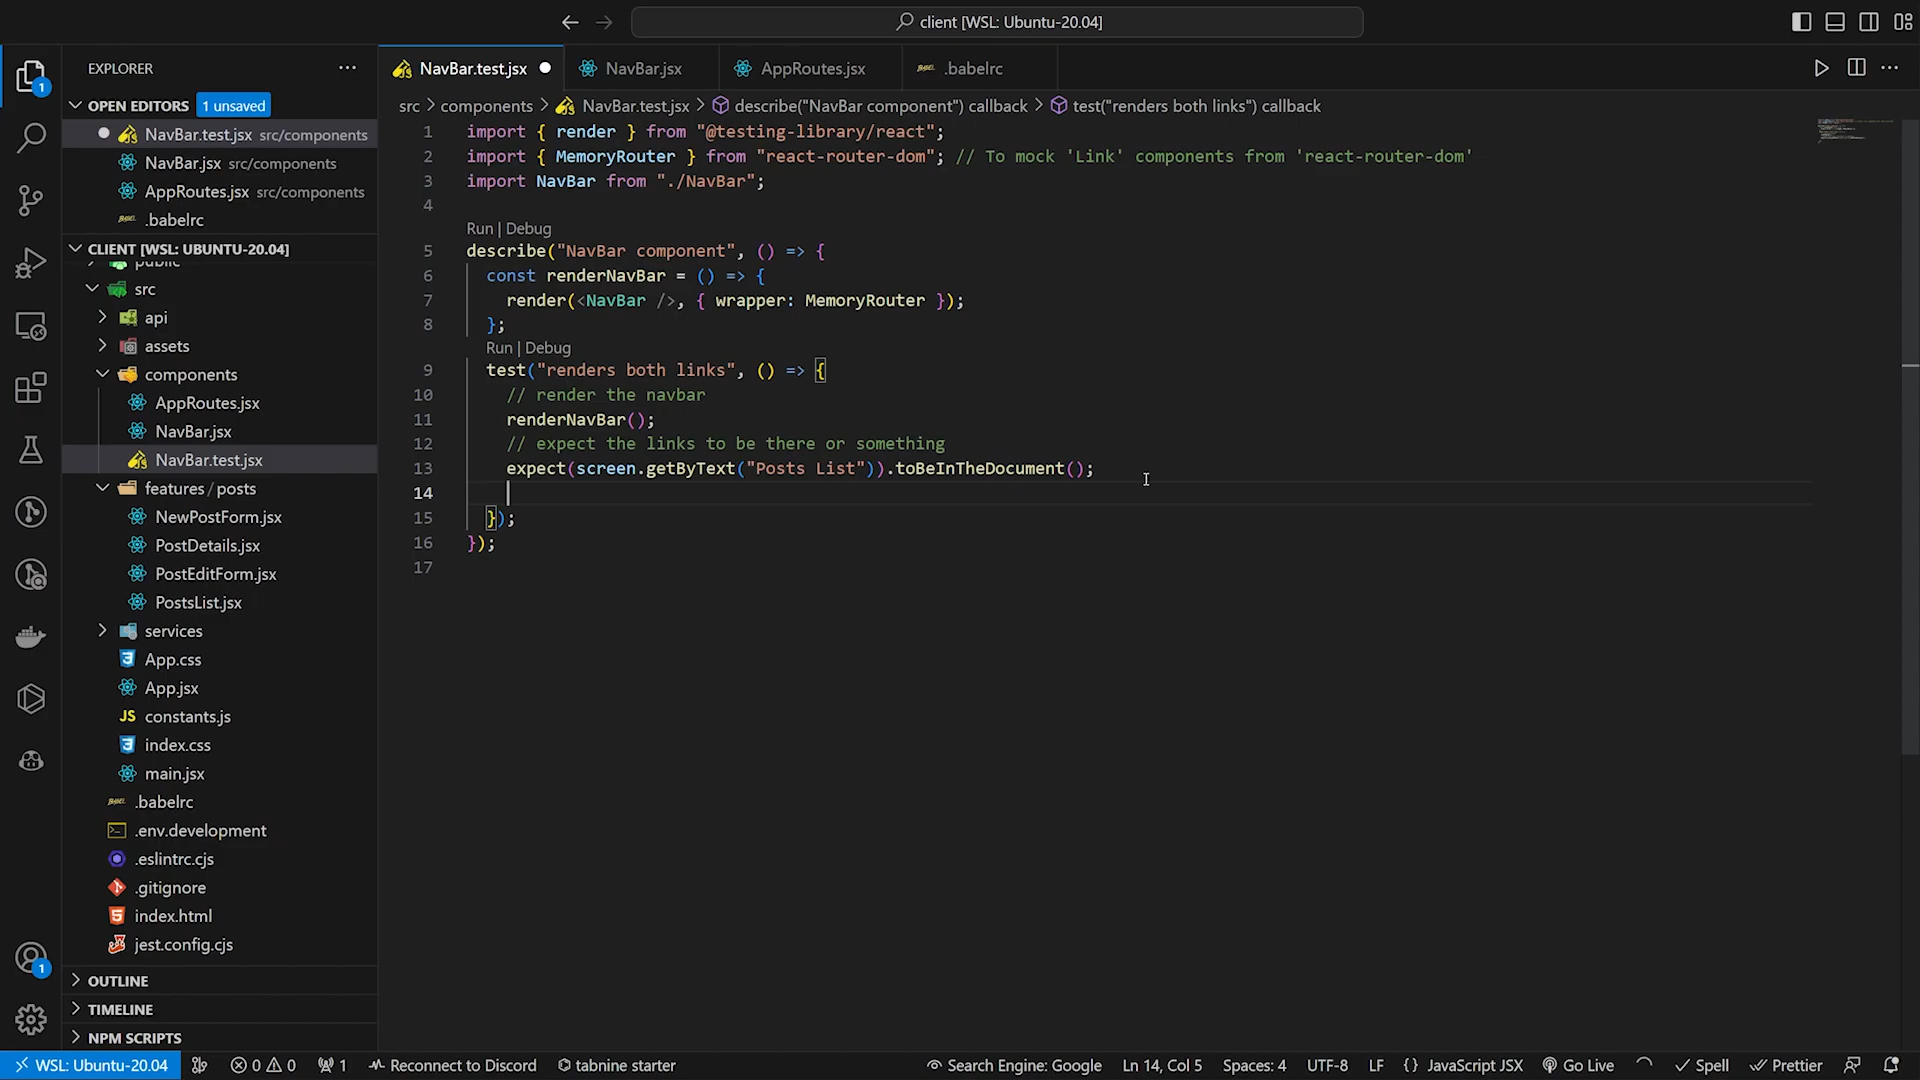 client [WSL: Ubuntu-20.04]
EXPLORER
NavBar.test.jsx
NavBar.jsx
AppRoutes.jsx
.babelrc
OPEN EDITORS 1 unsaved
NavBar.test.jsx src/components
NavBar.jsx src/components
AppRoutes.jsx src/components
.babelrc
CLIENT [WSL: UBUNTU-20.04]
public
src
api
assets
components
AppRoutes.jsx
NavBar.jsx
NavBar.test.jsx
features/posts
NewPostForm.jsx
PostDetails.jsx
PostEditForm.jsx
PostsList.jsx
services
App.css
App.jsx
JS constants.js
index.css
main.jsx
.babelrc
.env.development
.eslintrc.cjs
.gitignore
index.html
jest.config.cjs
OUTLINE
TIMELINE
NPM SCRIPTS
src > components > NavBar.test.jsx > describe("NavBar component") callback > test("renders both links") callback
1 import { render } from "@testing-library/react";
2 import { MemoryRouter } from "react-router-dom"; // To mock 'Link' components from 'react-router-dom'
3 import NavBar from "./NavBar";
4
Run | Debug
5 describe("NavBar component", () => {
6 const renderNavBar = () => {
7 render(<NavBar />, { wrapper: MemoryRouter });
8 };
Run | Debug
9 test("renders both links", () => {
10 // render the navbar
11 renderNavBar();
12 // expect the links to be there or something
13 expect(screen.getByText("Posts List")).toBeInTheDocument();
14
15 });
16 });
17
1
1
WSL: Ubuntu-20.04 0 0 1 Reconnect to Discord tabnine starter Search Engine: Google Ln 14, Col 5 Spaces: 4 UTF-8 LF {} JavaScript JSX Go Live Spell Prettier